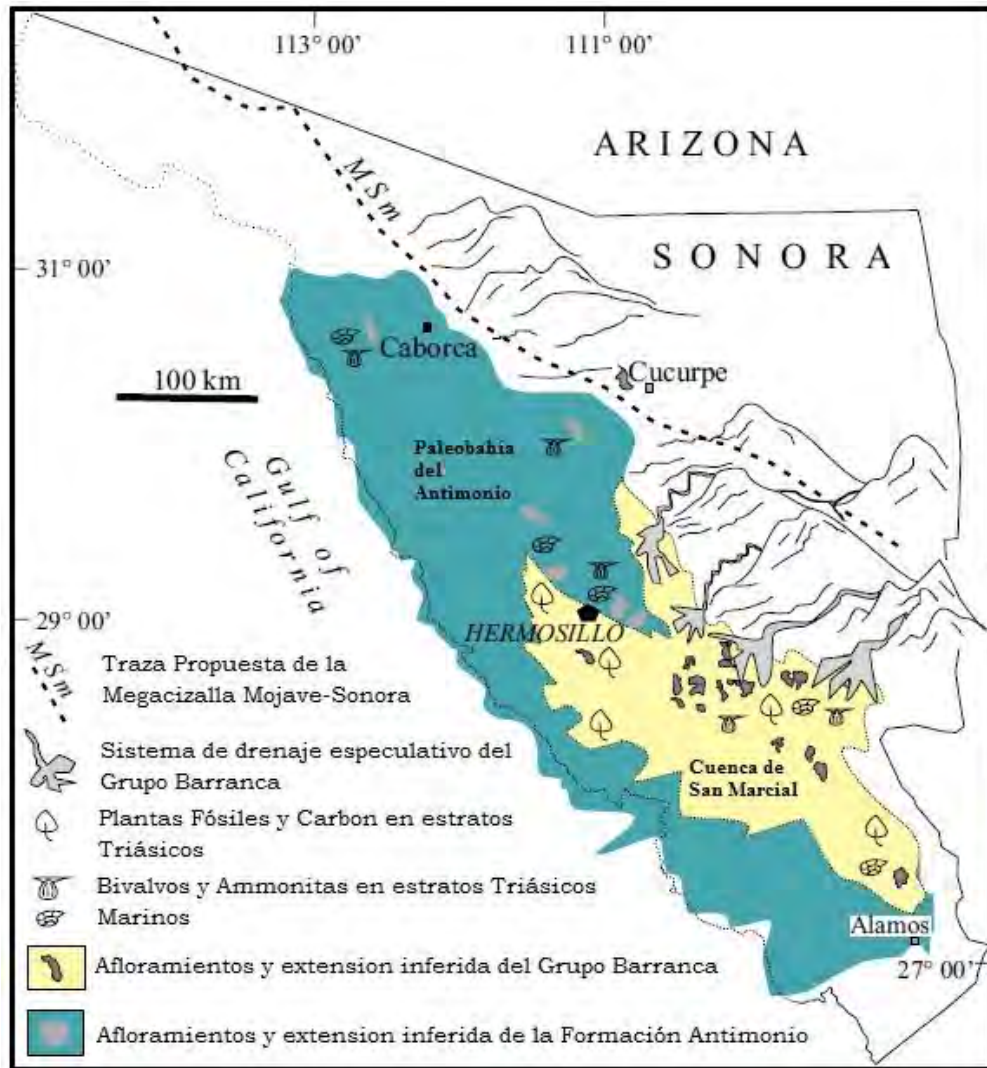 113° 00'
111° 00'
ARIZONA
MSm
SONORA
31° 00'
Caborca
Cucurpe
100 km
Paleobahía
del
Antimonio
Gulf of
California
29° 00'
HERMOSILLO
MSm
Traza Propuesta de la
Megacizalla Mojave-Sonora
Sistema de drenaje especulativo del
Grupo Barranca
Cuenca de
San Marcial
Plantas Fósiles y Carbon en estratos
Triásicos
Bivalvos y Ammonitas en estratos Triásicos
Marinos
Alamos
27° 00'
Afloramientos y extension inferida del Grupo Barranca
Afloramientos y extension inferida de la Formación Antimonio